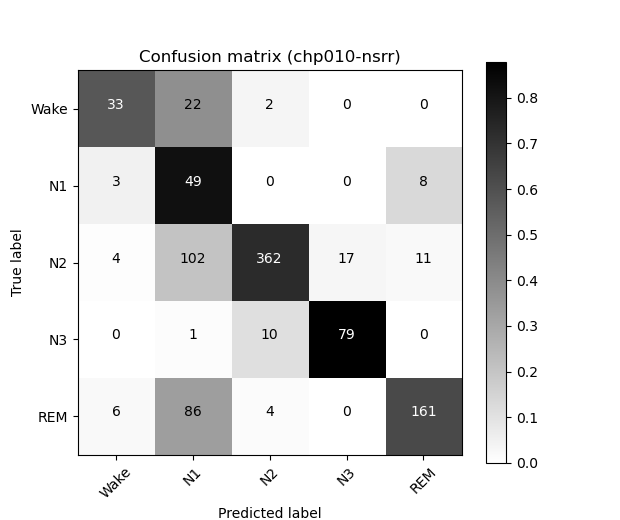 Confusion matrix (chp010-nsrr)
Wake 33 22 2 0 0
N1 3 49 0 0 8
N2 4 102 362 17 11
N3 0 1 10 79 0
REM 6 86 4 0 161
Wake N1 N2 N3 REM
True label
Predicted label
0.8
0.7
0.6
0.5
0.4
0.3
0.2
0.1
0.0